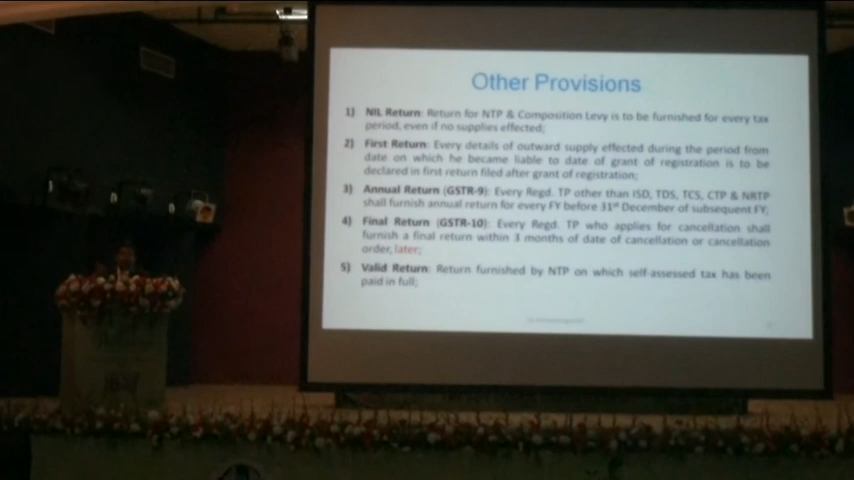 Other Provisions
1) NIL Return: Return for NTP & Composition Levy is to be furnished for every tax
period, even if no supplies effected;
2) First Return: Every details of outward supply effected during the period from
date on which he became liable to date of grant of registration is to be
declared in first return filed after grant of registration;
3) Annual Return (GSTR-9): Every Regd. TP other than ISD, TDS, TCS, CTP & NRTP
shall furnish annual return for every FY before 31st December of subsequent FY;
4) Final Return (GSTR-10): Every Regd. TP who applies for cancellation shall
furnish a final return within 3 months of date of cancellation or cancellation
order, later;
5) Valid Return: Return furnished by NTP on which self-assessed tax has been
paid in full;